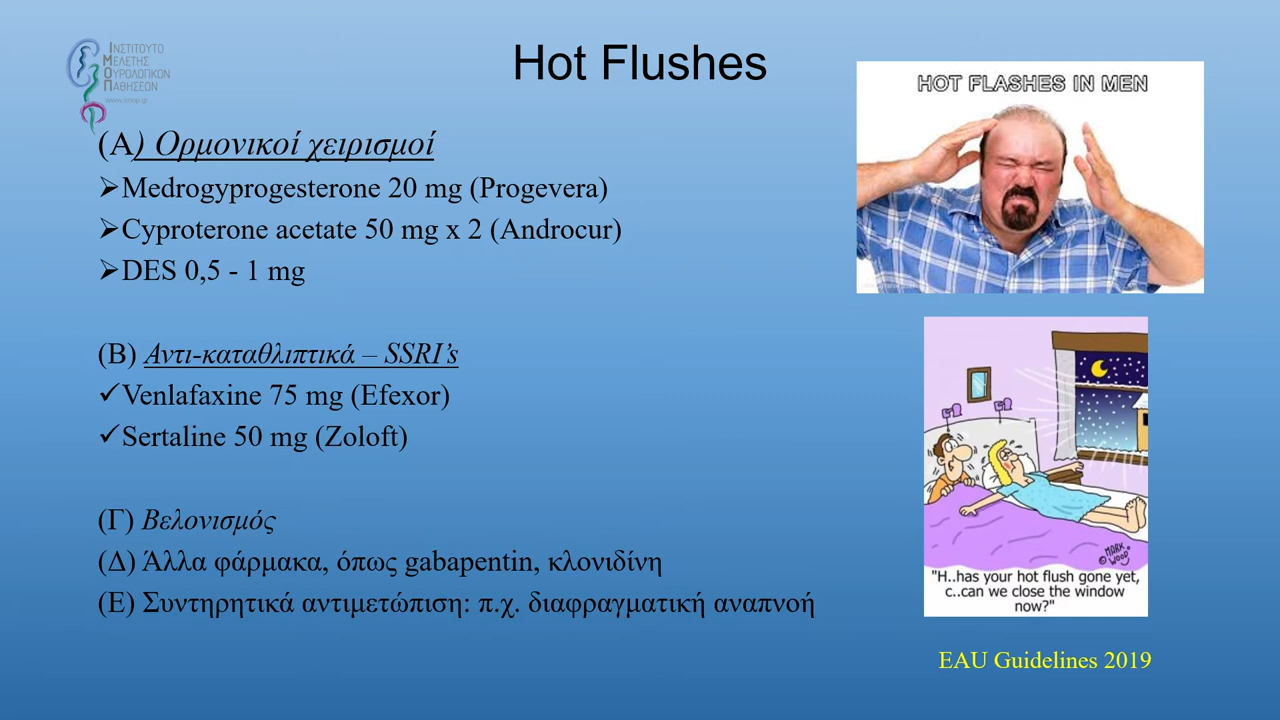 ΙΝΣΤΙΤΟΥΤΟ
ΜΕΛΕΤΗΣ
ΟΥΡΟΛΟΓΙΚΩΝ
ΠΑΘΗΣΕΩΝ
www.imop.gr
Hot Flushes
HOT FLASHES IN MEN
(Α) Ορμονικοί χειρισμοί
➢Medrogyprogesterone 20 mg (Progevera)
➢Cyproterone acetate 50 mg x 2 (Androcur)
➢DES 0,5 - 1 mg
(Β) Αντι-καταθλιπτικά – SSRI’s
✓Venlafaxine 75 mg (Efexor)
✓Sertaline 50 mg (Zoloft)
(Γ) Βελονισμός
(Δ) Άλλα φάρμακα, όπως gabapentin, κλονιδίνη
(Ε) Συντηρητικά αντιμετώπιση: π.χ. διαφραγματική αναπνοή
©MARK WOOD
"H..has your hot flush gone yet,
c..can we close the window
now?"
EAU Guidelines 2019